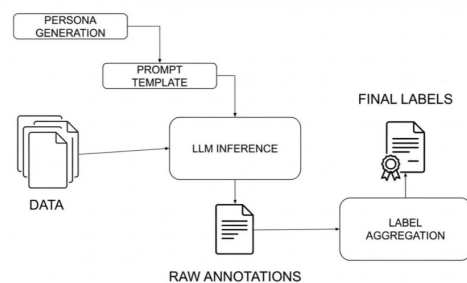 PERSONA
GENERATION
PROMPT
TEMPLATE
FINAL LABELS
LLM INFERENCE
DATA
LABEL
AGGREGATION
RAW ANNOTATIONS